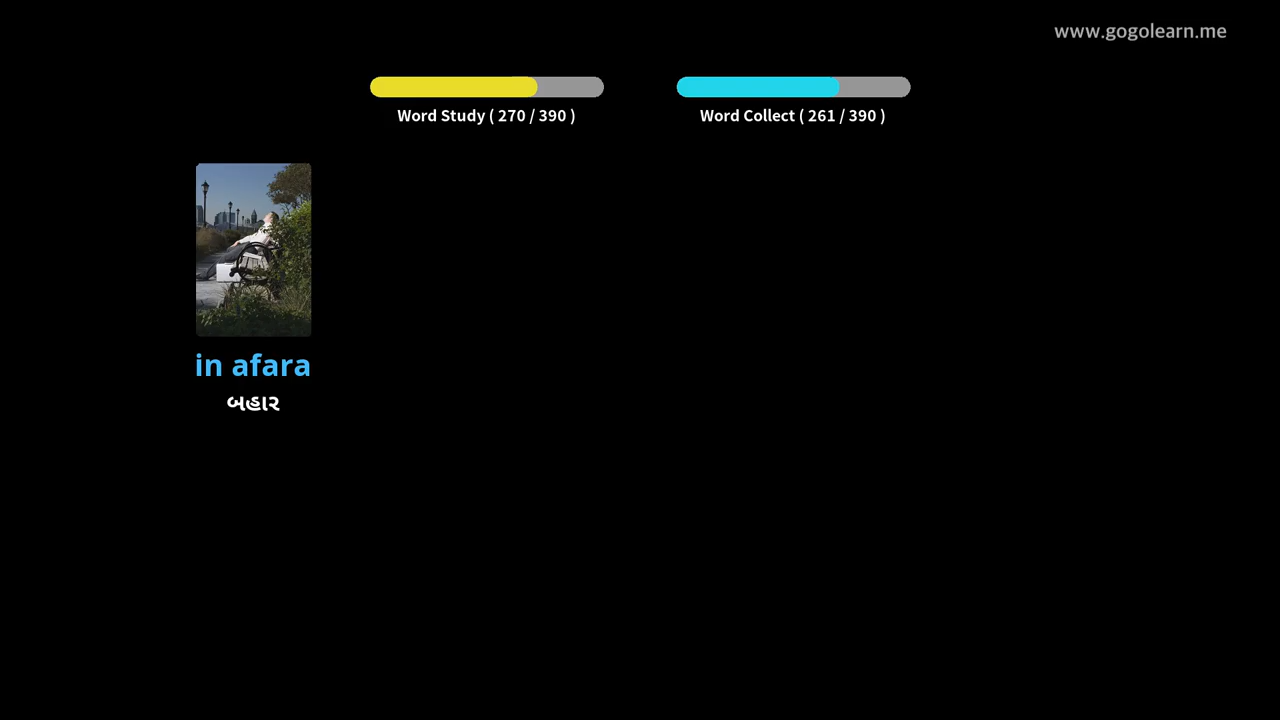 www.gogolearn.me
Word Study ( 270 / 390 )
Word Collect ( 261 / 390 )
in afara
બહાર